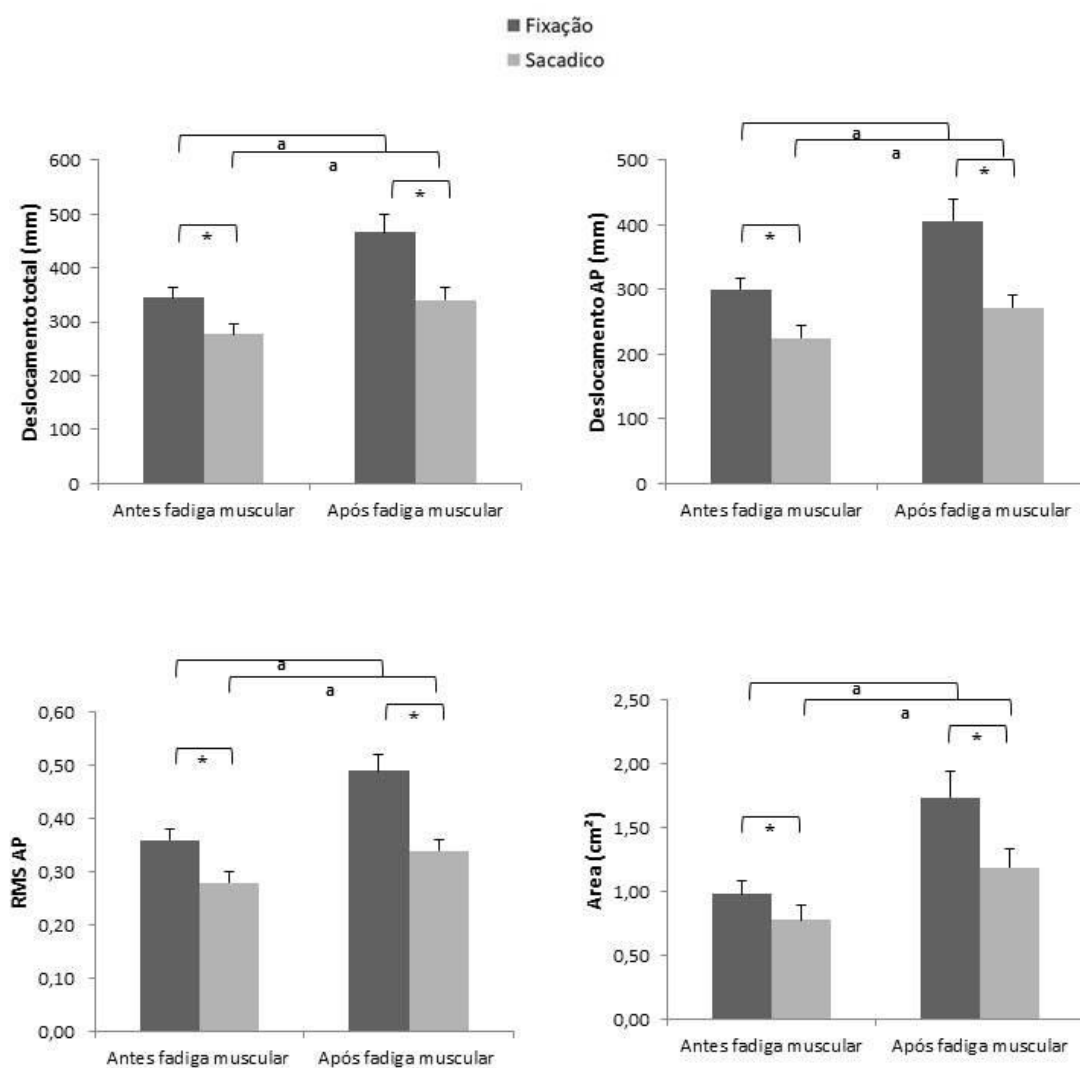 Fixação
Sacadico
a
a
*
*
600
500
400
300
200
100
0
Deslocamento total (mm)
Antes fadiga muscular
Após fadiga muscular
a
a
*
*
500
400
300
200
100
0
Deslocamento AP (mm)
Antes fadiga muscular
Após fadiga muscular
a
a
*
*
0,60
0,50
0,40
0,30
0,20
0,10
0,00
RMS AP
Antes fadiga muscular
Após fadiga muscular
a
a
*
*
2,50
2,00
1,50
1,00
0,50
0,00
Area (cm²)
Antes fadiga muscular
Após fadiga muscular